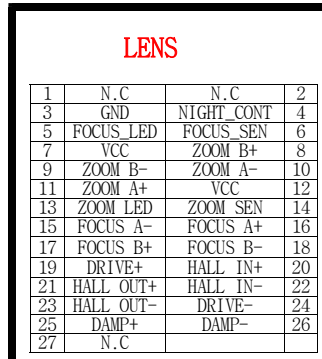 LENS
1 N.C N.C 2
3 GND NIGHT_CONT 4
5 FOCUS_LED FOCUS_SEN 6
7 VCC ZOOM B+ 8
9 ZOOM B- ZOOM A- 10
11 ZOOM A+ VCC 12
13 ZOOM LED ZOOM SEN 14
15 FOCUS A- FOCUS A+ 16
17 FOCUS B+ FOCUS B- 18
19 DRIVE+ HALL IN+ 20
21 HALL OUT+ HALL IN- 22
23 HALL OUT- DRIVE- 24
25 DAMP+ DAMP- 26
27 N.C